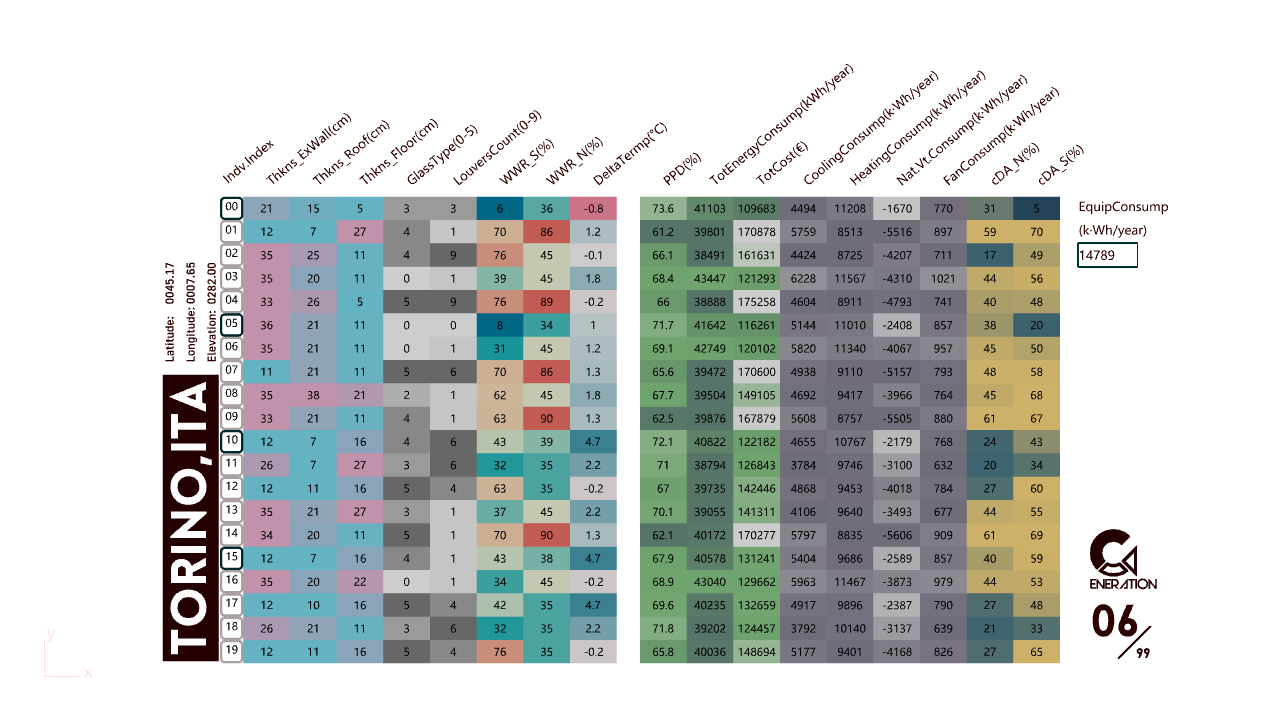 Indv.Index Thkns_ExWall(cm) Thkns_Roof(cm) Thkns_Floor(cm) GlassType(0-5) LouversCount(0-9) WWR_S(%) WWR_N(%) DeltaTermp(°C) PPD(%) TotEnergyConsump(kWh/year) TotCost(€) CoolingConsump(k·Wh/year) HeatingConsump(k·Wh/year) Nat.Vt.Consump(k·Wh/year) FanConsump(k·Wh/year) cDA_N(%) cDA_S(%)
00 21 15 5 3 3 6 36 -0.8 73.6 41103 109683 4494 11208 -1670 770 31 5
01 12 7 27 4 1 70 86 1.2 61.2 39801 170878 5759 8513 -5516 897 59 70
02 35 25 11 4 9 76 45 -0.1 66.1 38491 161631 4424 8725 -4207 711 17 49
03 35 20 11 0 1 39 45 1.8 68.4 43447 121293 6228 11567 -4310 1021 44 56
04 33 26 5 5 9 76 89 -0.2 66 38888 175258 4604 8911 -4793 741 40 48
05 36 21 11 0 0 8 34 1 71.7 41642 116261 5144 11010 -2408 857 38 20
06 35 21 11 0 1 31 45 1.2 69.1 42749 120102 5820 11340 -4067 957 45 50
07 11 21 11 5 6 70 86 1.3 65.6 39472 170600 4938 9110 -5157 793 48 58
08 35 38 21 2 1 62 45 1.8 67.7 39504 149105 4692 9417 -3966 764 45 68
09 33 21 11 4 1 63 90 1.3 62.5 39876 167879 5608 8757 -5505 880 61 67
10 12 7 16 4 6 43 39 4.7 72.1 40822 122182 4655 10767 -2179 768 24 43
11 26 7 27 3 6 32 35 2.2 71 38794 126843 3784 9746 -3100 632 20 34
12 12 11 16 5 4 63 35 -0.2 67 39735 142446 4868 9453 -4018 784 27 60
13 35 21 27 3 1 37 45 2.2 70.1 39055 141311 4106 9640 -3493 677 44 55
14 34 20 11 5 1 70 90 1.3 62.1 40172 170277 5797 8835 -5606 909 61 69
15 12 7 16 4 1 43 38 4.7 67.9 40578 131241 5404 9686 -2589 857 40 59
16 35 20 22 0 1 34 45 -0.2 68.9 43040 129662 5963 11467 -3873 979 44 53
17 12 10 16 5 4 42 35 4.7 69.6 40235 132659 4917 9896 -2387 790 27 48
18 26 21 11 3 6 32 35 2.2 71.8 39202 124457 3792 10140 -3137 639 21 33
19 12 11 16 5 4 76 35 -0.2 65.8 40036 148694 5177 9401 -4168 826 27 65
Latitude: 0045.17
Longitude: 0007.65
Elevation: 0282.00
TORINO,ITA
EquipConsump
(k·Wh/year)
14789
ENERATION
06/99
y
x